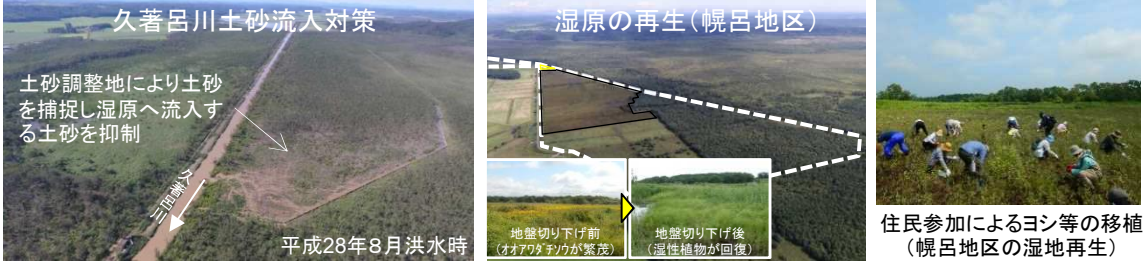 久著呂川土砂流入対策
土砂調整地により土砂
を捕捉し湿原へ流入す
る土砂を抑制
久著呂川
平成28年8月洪水時
湿原の再生(幌呂地区)
地盤切り下げ前
(オオアワダチソウが繁茂)
地盤切り下げ後
(湿性植物が回復)
住民参加によるヨシ等の移植
(幌呂地区の湿地再生)